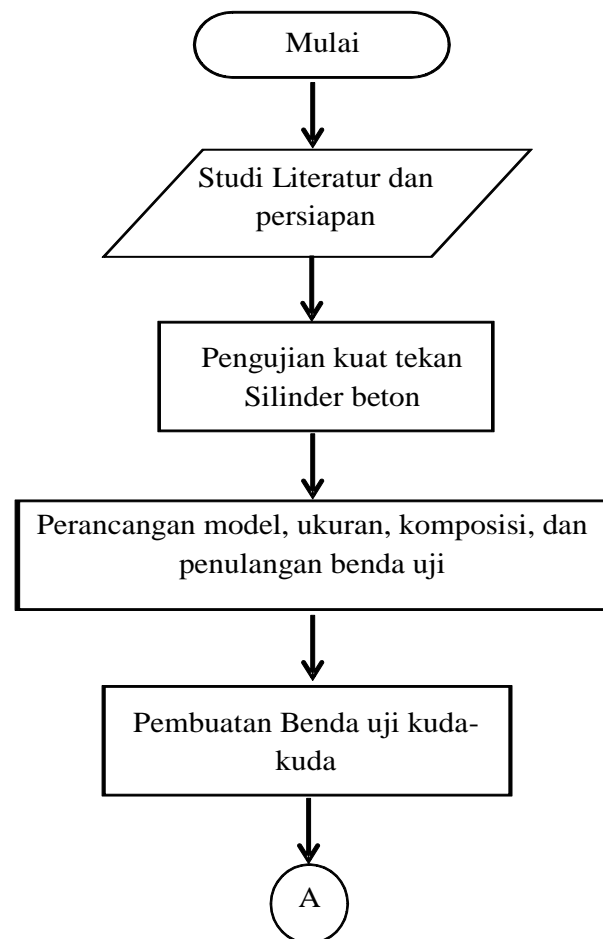 Mulai
Studi Literatur dan
persiapan
Pengujian kuat tekan
Silinder beton
Perancangan model, ukuran, komposisi, dan
penulangan benda uji
Pembuatan Benda uji kuda-
kuda
A